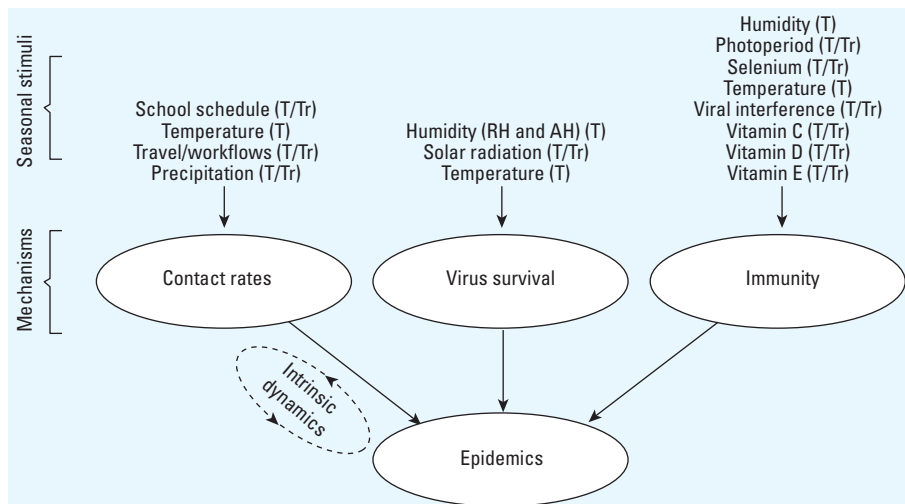 Seasonal stimuli
School schedule (T/Tr)
Temperature (T)
Travel/workflows (T/Tr)
Precipitation (T/Tr)
Humidity (RH and AH) (T)
Solar radiation (T/Tr)
Temperature (T)
Humidity (T)
Photoperiod (T/Tr)
Selenium (T/Tr)
Temperature (T)
Viral interference (T/Tr)
Vitamin C (T/Tr)
Vitamin D (T/Tr)
Vitamin E (T/Tr)
Mechanisms
Contact rates
Virus survival
Immunity
Intrinsic
dynamics
Epidemics